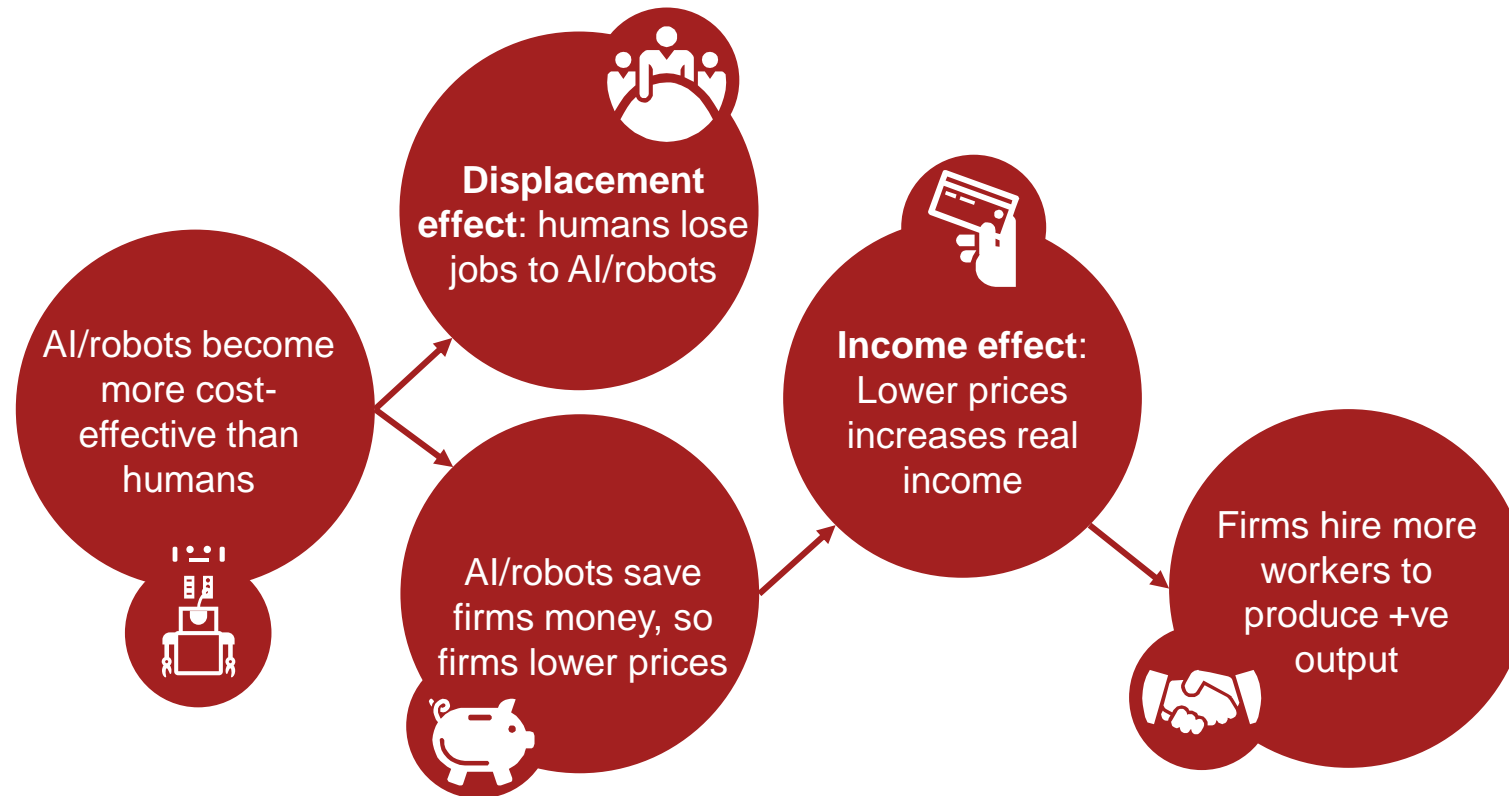 AI/robots become
more cost-
effective than
humans
Displacement
effect: humans lose
jobs to AI/robots
AI/robots save
firms money, so
firms lower prices
Income effect:
Lower prices
increases real
income
Firms hire more
workers to
produce +ve
output